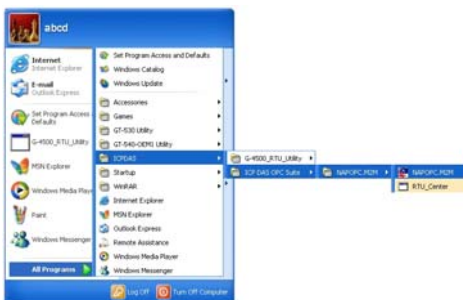 abcd
Internet
Internet Explorer
E-mail
Outlook Express
Set Program Access
Defaults
G-4500_RTU_Utility
MSN Explorer
Windows Media Playe
Paint
Windows Messenger
All Programs
Set Program Access and Defaults
Windows Catalog
Windows Update
Accessories
Games
GT-530 Utility
GT-540-OEM1 Utility
ICPDAS
Startup
WinRAR
Internet Explorer
MSN Explorer
Outlook Express
Remote Assistance
Windows Media Player
Windows Messenger
G-4500_RTU_Utility
ICP DAS OPC Suite
NAPOPC.M2M
NAPOPC.M2M
RTU_Center
Log Off
Turn Off Computer